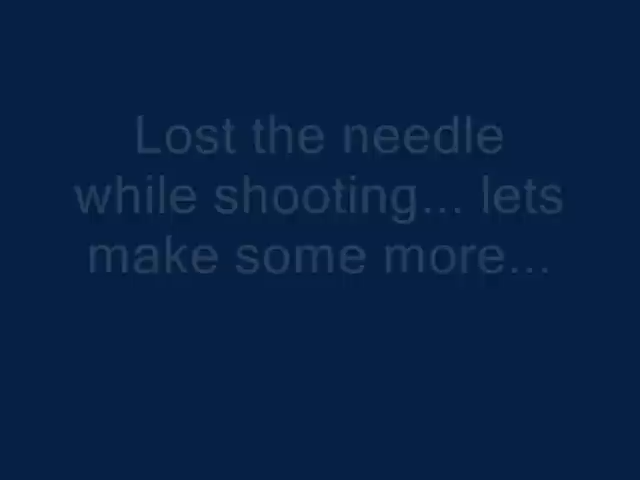 Lost the needle
while shooting... lets
make some more...